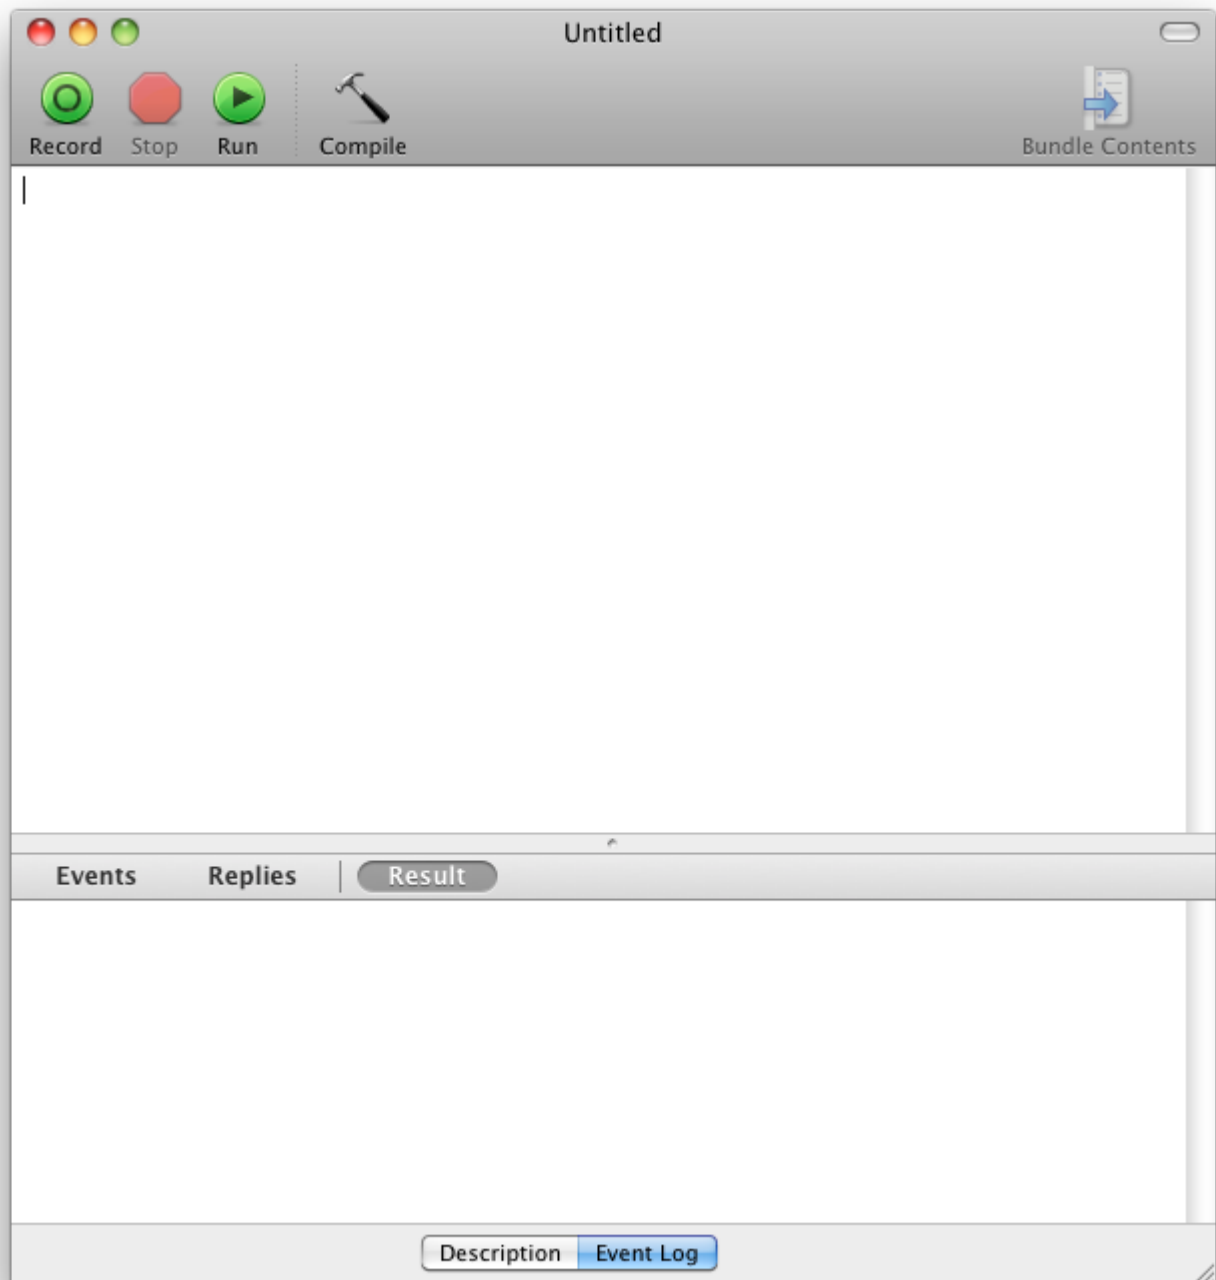 Untitled
Record Stop Run Compile Bundle Contents
Events Replies Result
Description Event Log